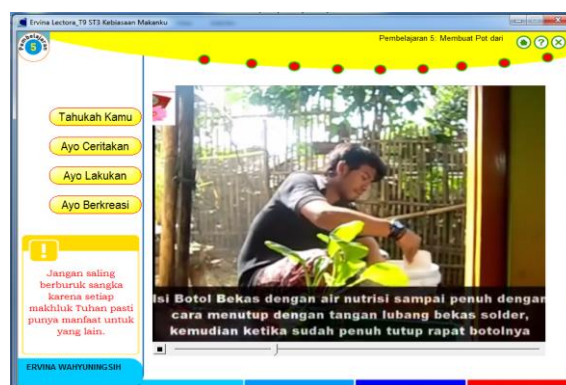 Ervina Lectora_T9 ST3 Kebiasaan Makanku
Pembelajaran
5
Pembelajaran 5: Membuat Pot dari
Tahukah Kamu
Ayo Ceritakan
Ayo Lakukan
Ayo Berkreasi
!
Jangan saling
berburuk sangka
karena setiap
makhluk Tuhan pasti
punya manfaat untuk
yang lain.
Isi Botol Bekas dengan air nutrisi sampai penuh dengan
cara menutup dengan tangan lubang bekas solder,
kemudian ketika sudah penuh tutup rapat botolnya
ERVINA WAHYUNINGSIH